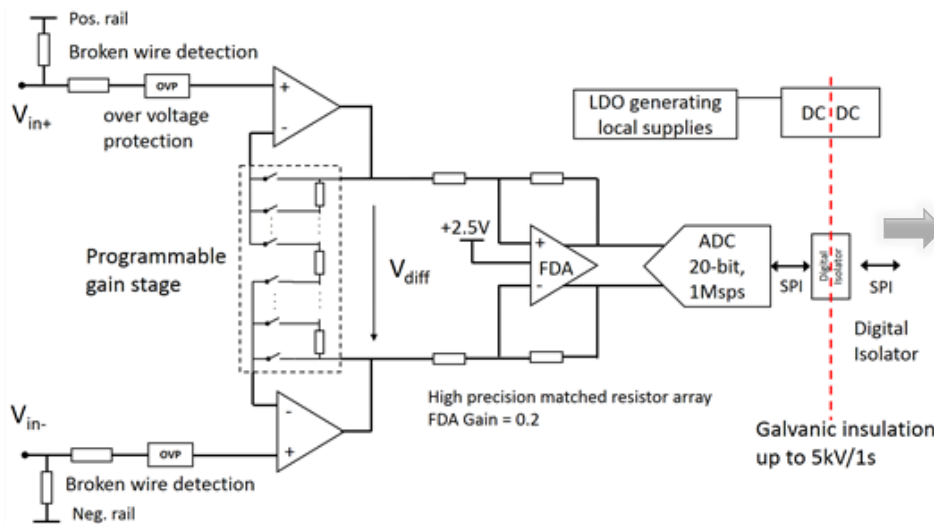 Pos. rail
Broken wire detection
OVP
V_in+
over voltage
protection
+
-
LDO generating
local supplies
DC DC
Programmable
gain stage
V_diff
+2.5V
+
FDA
-
ADC
20-bit,
1Msps
SPI
Digital
Isolator
SPI
Digital
Isolator
High precision matched resistor array
FDA Gain = 0.2
V_in-
-
+
OVP
Broken wire detection
Neg. rail
Galvanic insulation
up to 5kV/1s